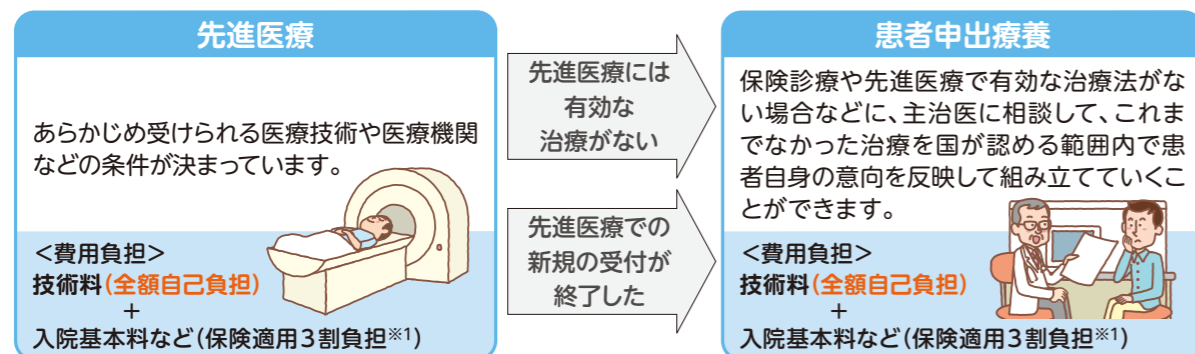 先進医療
あらかじめ受けられる医療技術や医療機関
などの条件が決まっています。
<費用負担>
技術料(全額自己負担)
+
入院基本料など(保険適用3割負担※1)
先進医療には
有効な
治療がない
先進医療での
新規の受付が
終了した
患者申出療養
保険診療や先進医療で有効な治療法がな
い場合などに、主治医に相談して、これま
でなかった治療を国が認める範囲内で患
者自身の意向を反映して組み立てていくこ
とができます。
<費用負担>
技術料(全額自己負担)
+
入院基本料など(保険適用3割負担※1)